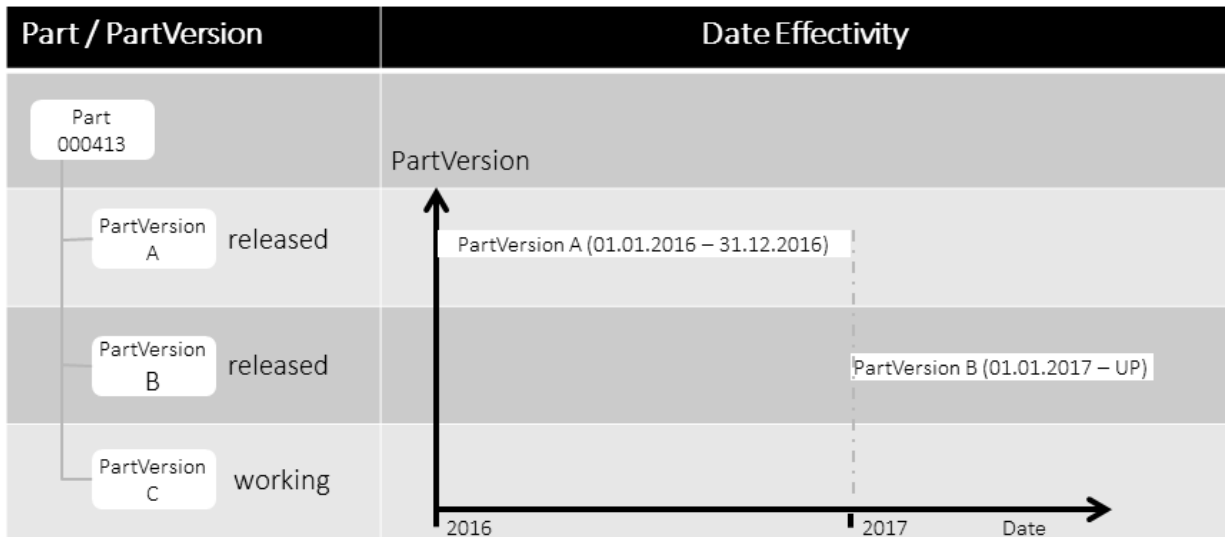 Part / PartVersion
Date Effectivity
Part
000413
PartVersion
PartVersion
A
released
PartVersion A (01.01.2016 – 31.12.2016)
PartVersion
B
released
PartVersion B (01.01.2017 – UP)
PartVersion
C
working
2016
2017
Date